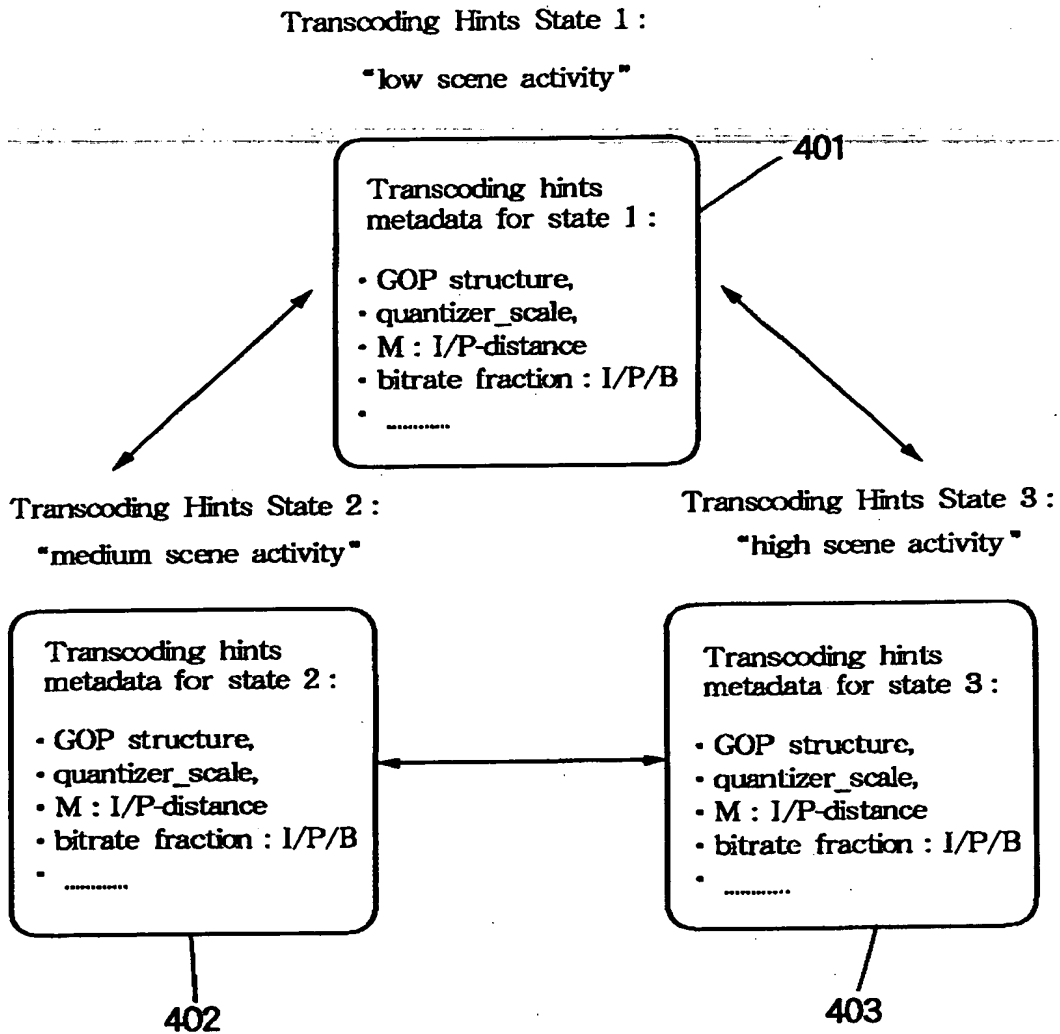 Transcoding Hints State 1 :
"low scene activity"
401
Transcoding hints
metadata for state 1 :
• GOP structure,
• quantizer_scale,
• M : I/P-distance
• bitrate fraction : I/P/B
• .............
Transcoding Hints State 2 :
"medium scene activity"
Transcoding Hints State 3 :
"high scene activity"
Transcoding hints
metadata for state 2 :
• GOP structure,
• quantizer_scale,
• M : I/P-distance
• bitrate fraction : I/P/B
• .............
402
Transcoding hints
metadata for state 3 :
• GOP structure,
• quantizer_scale,
• M : I/P-distance
• bitrate fraction : I/P/B
• .............
403